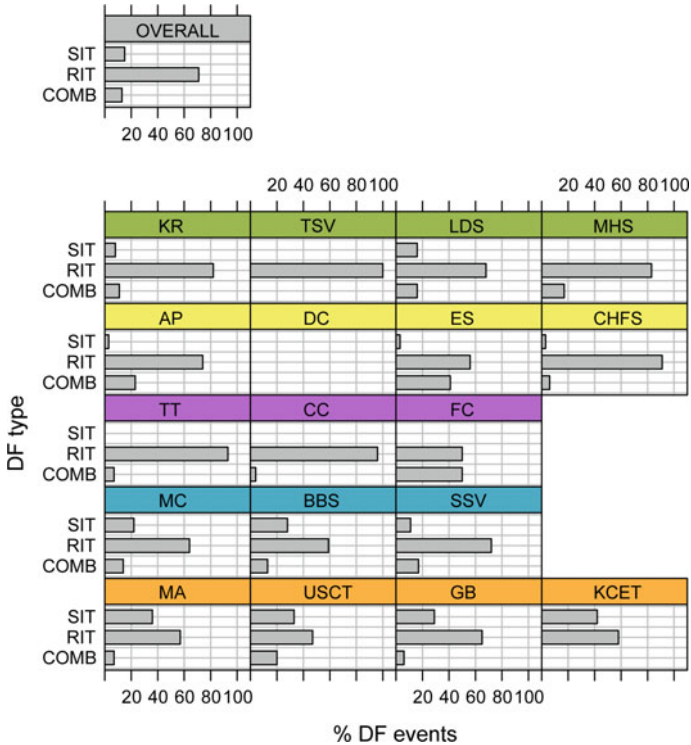 OVERALL
SIT
RIT
COMB
20 40 60 80 100
20 40 60 80 100 20 40 60 80 100
KR TSV LDS MHS
SIT
RIT
COMB
AP DC ES CHFS
SIT
RIT
COMB
TT CC FC
SIT
RIT
COMB
MC BBS SSV
SIT
RIT
COMB
MA USCT GB KCET
SIT
RIT
COMB
20 40 60 80 100 20 40 60 80 100
DF type
% DF events